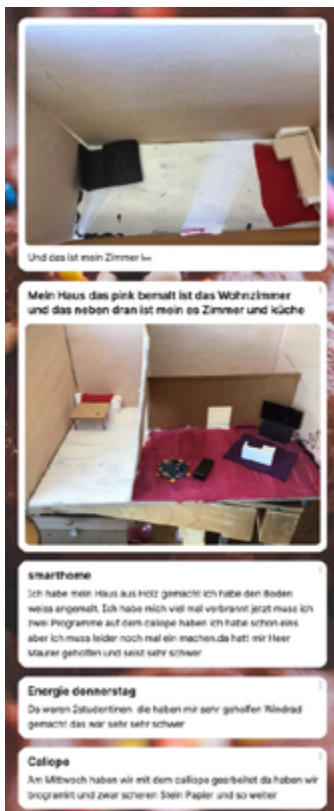 Und das ist mein Zimmer
Mein Haus das pink bemalt ist das Wohnzimmer
und das neben dran ist mein es Zimmer und küche
smarthome
Ich habe mein Haus aus Holz gemacht ich habe den Boden
weiss angemalt. Ich habe mich viel mal verbrannt jetzt muss ich
zwei Programme auf dem caliope haben ich habe schon eins
aber ich muss leider noch mal ein machen.da hett mir Heer
Maurer geholfen und seist sehr schwer
Energie donnerstag
Da waren 2studentinen die haben mir sehr geholfen Windrad
gemacht das war sehr sehr schwer
Caliope
Am Mittwoch haben wir mit dem calliope gearbeitet da haben wir
programirt und zwar scheren Stein Papier und so weiter